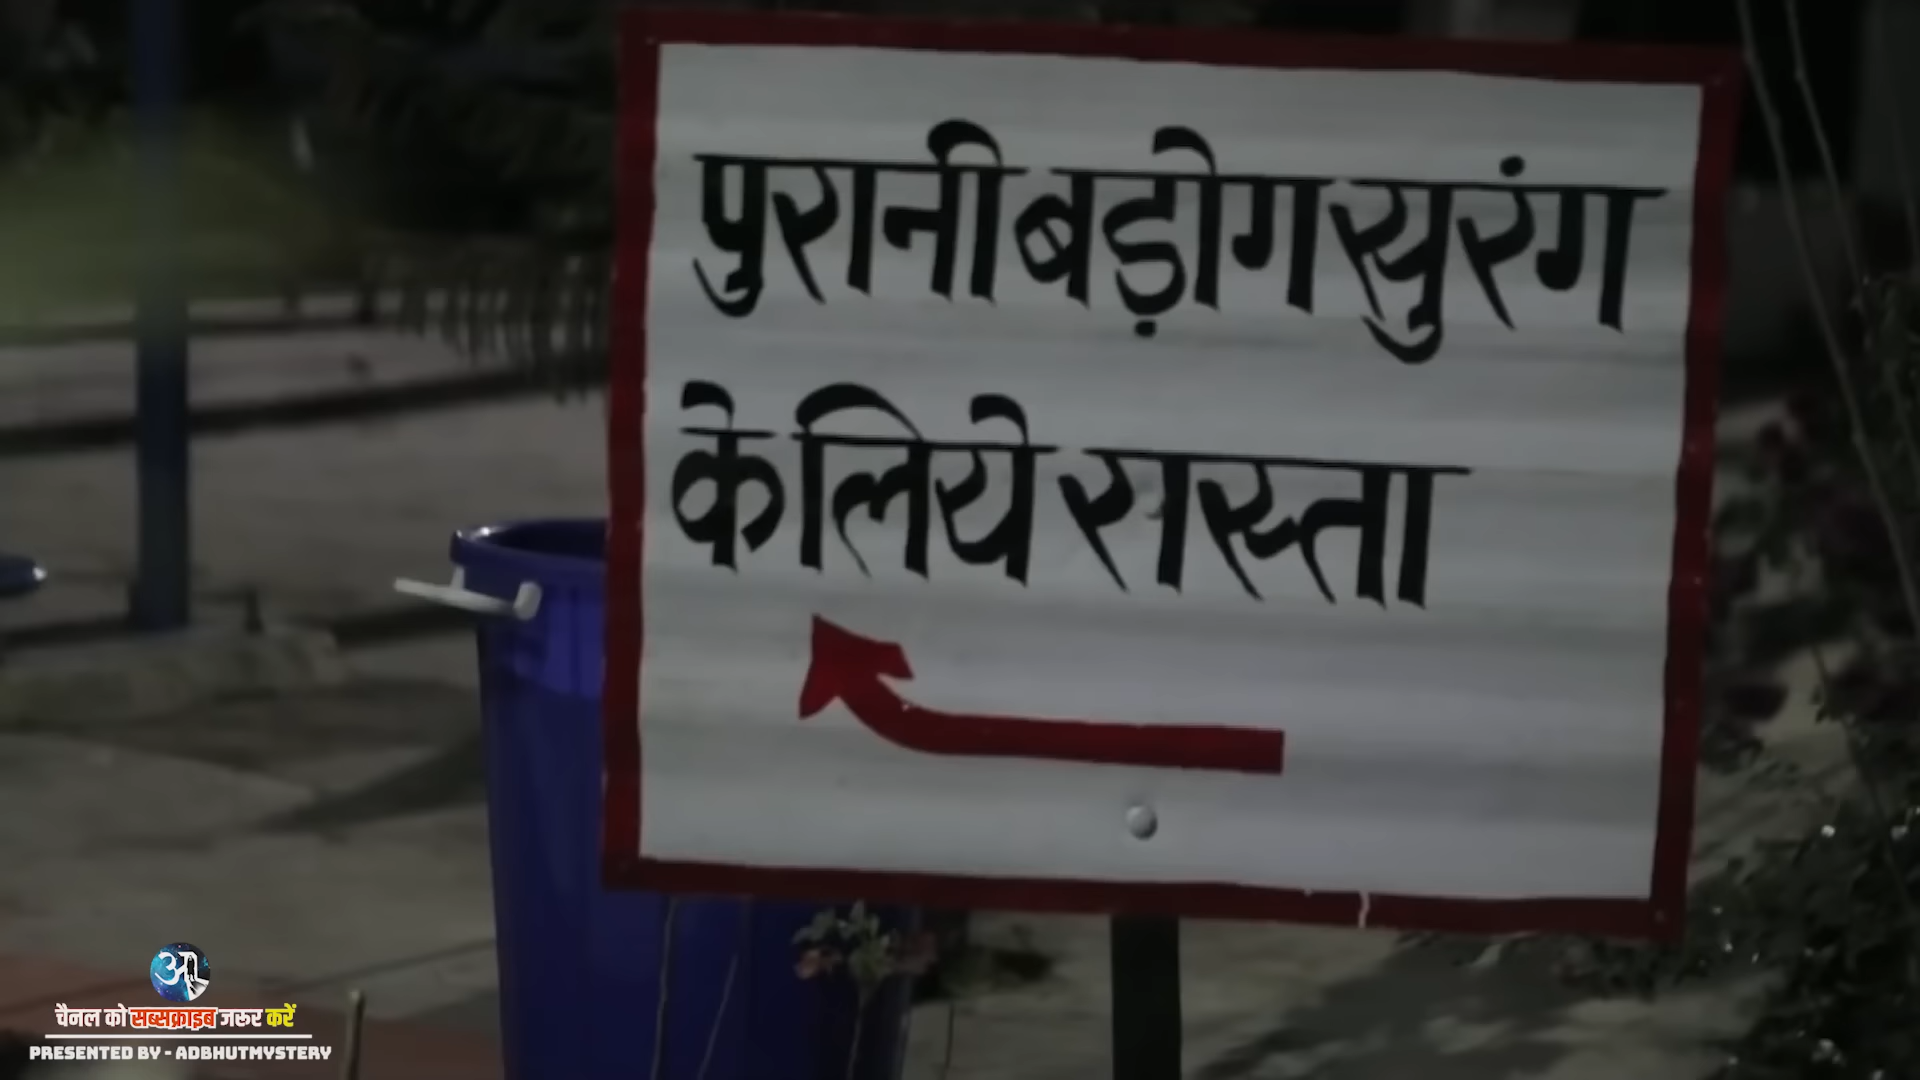 पुरानी बड़ोग सुरंग
के लिये रास्ता
चैनल को सब्सक्राइब जरूर करें
PRESENTED BY - ADBHUTMYSTERY